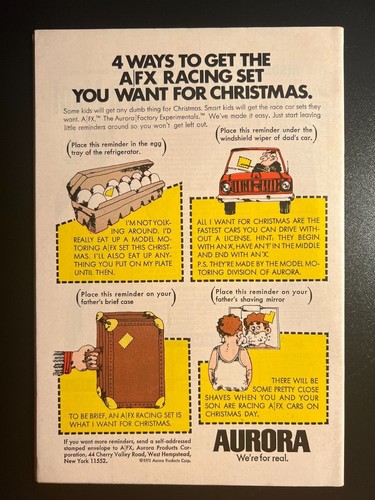 4 WAYS TO GET THE
A/FX RACING SET
YOU WANT FOR CHRISTMAS.
Some kids will get any dumb thing for Christmas. Smart kids will get the race car sets they
want. A/FX,™ The Aurora/Factory Experimentals.™ We've made it easy. Just start leaving
little reminders around so you won't get left out.
Place this reminder in the egg
tray of the refrigerator.
Place this reminder under the
windshield wiper of dad's car.
I'M NOT YOLK-
ING AROUND. I'D
REALLY EAT UP A MODEL MO-
TORING A/FX SET THIS CHRIST-
MAS. I'LL ALSO EAT UP ANY-
THING YOU PUT ON MY PLATE
UNTIL THEN.
ALL I WANT FOR CHRISTMAS ARE THE
FASTEST CARS YOU CAN DRIVE WITH-
OUT A LICENSE. HINT: THEY BEGIN
WITH AN 'A', HAVE AN 'F' IN THE MIDDLE
AND END WITH AN 'X'.
P.S. THEY'RE MADE BY THE MODEL MO-
TORING DIVISION OF AURORA.
Place this reminder on your
father's brief case
Place this reminder on your
father's shaving mirror
TO BE BRIEF, AN A/FX RACING SET IS
WHAT I WANT FOR CHRISTMAS.
THERE WILL BE
SOME PRETTY CLOSE
SHAVES WHEN YOU AND YOUR
SON ARE RACING A/FX CARS ON
CHRISTMAS DAY.
If you want more reminders, send a self-addressed
stamped envelope to A/FX, Aurora Products Cor-
poration, 44 Cherry Valley Road, West Hempstead,
New York 11552.
Aurora Products Corp.
AURORA
We're for real.